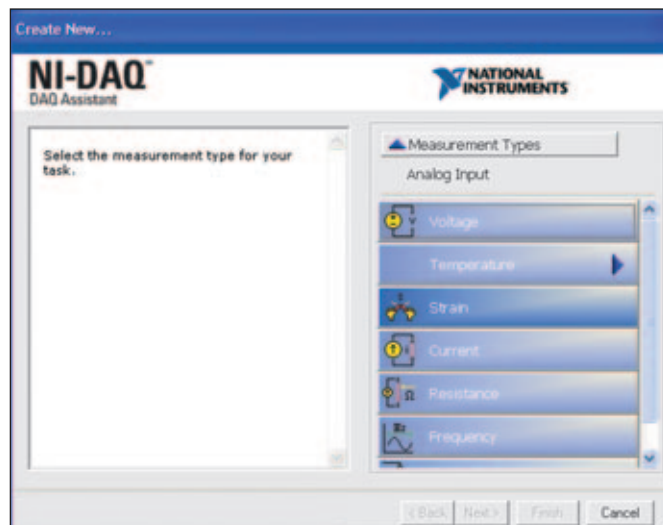 Create New...
NI-DAQ™
DAQ Assistant
NATIONAL
INSTRUMENTS
Select the measurement type for your
task.
Measurement Types
Analog Input
Voltage
Temperature
Strain
Current
Resistance
Frequency
< Back Next > Finish Cancel